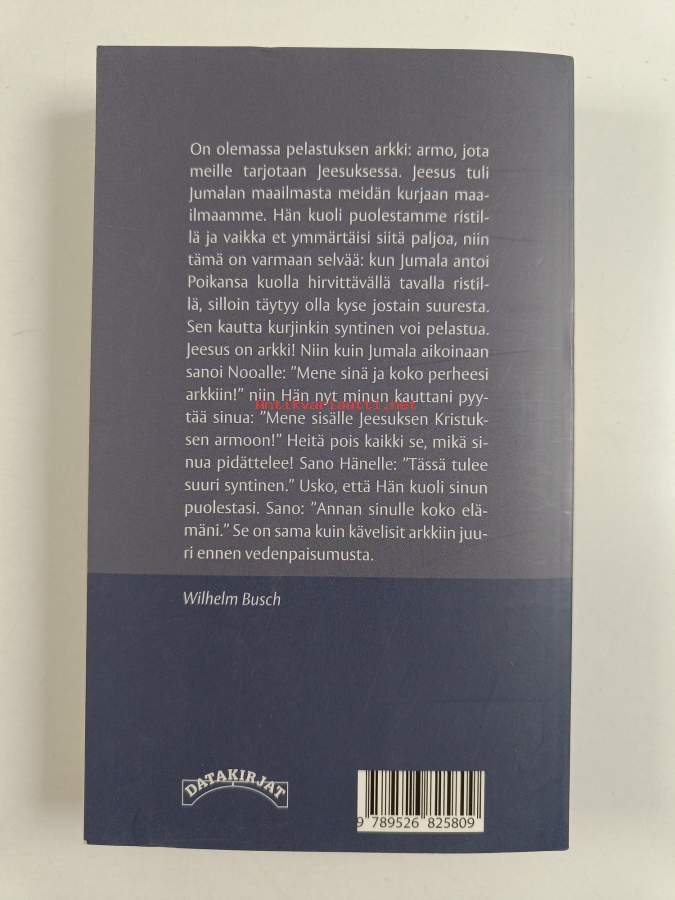 On olemassa pelastuksen arkki: armo, jota
meille tarjotaan Jeesuksessa. Jeesus tuli
Jumalan maailmasta meidän kurjaan maa-
ilmaamme. Hän kuoli puolestamme ristil-
lä ja vaikka et ymmärtäisi siitä paljoa, niin
tämä on varmaan selvää: kun Jumala antoi
Poikansa kuolla hirvittävällä tavalla ristil-
lä, silloin täytyy olla kyse jostain suuresta.
Sen kautta kurjinkin syntinen voi pelastua.
Jeesus on arkki! Niin kuin Jumala aikoinaan
sanoi Nooalle: ”Mene sinä ja koko perheesi
arkkiin!” niin Hän nyt minun kauttani pyy-
Antikvariaatti.net
tää sinua: ”Mene sisälle Jeesuksen Kristuk-
sen armoon!” Heitä pois kaikki se, mikä si-
nua pidättelee! Sano Hänelle: ”Tässä tulee
suuri syntinen.” Usko, että Hän kuoli sinun
puolestasi. Sano: ”Annan sinulle koko elä-
mäni.” Se on sama kuin kävelisit arkkiin juu-
ri ennen vedenpaisumusta.
Wilhelm Busch
DATAKIRJAT
9 789526 825809